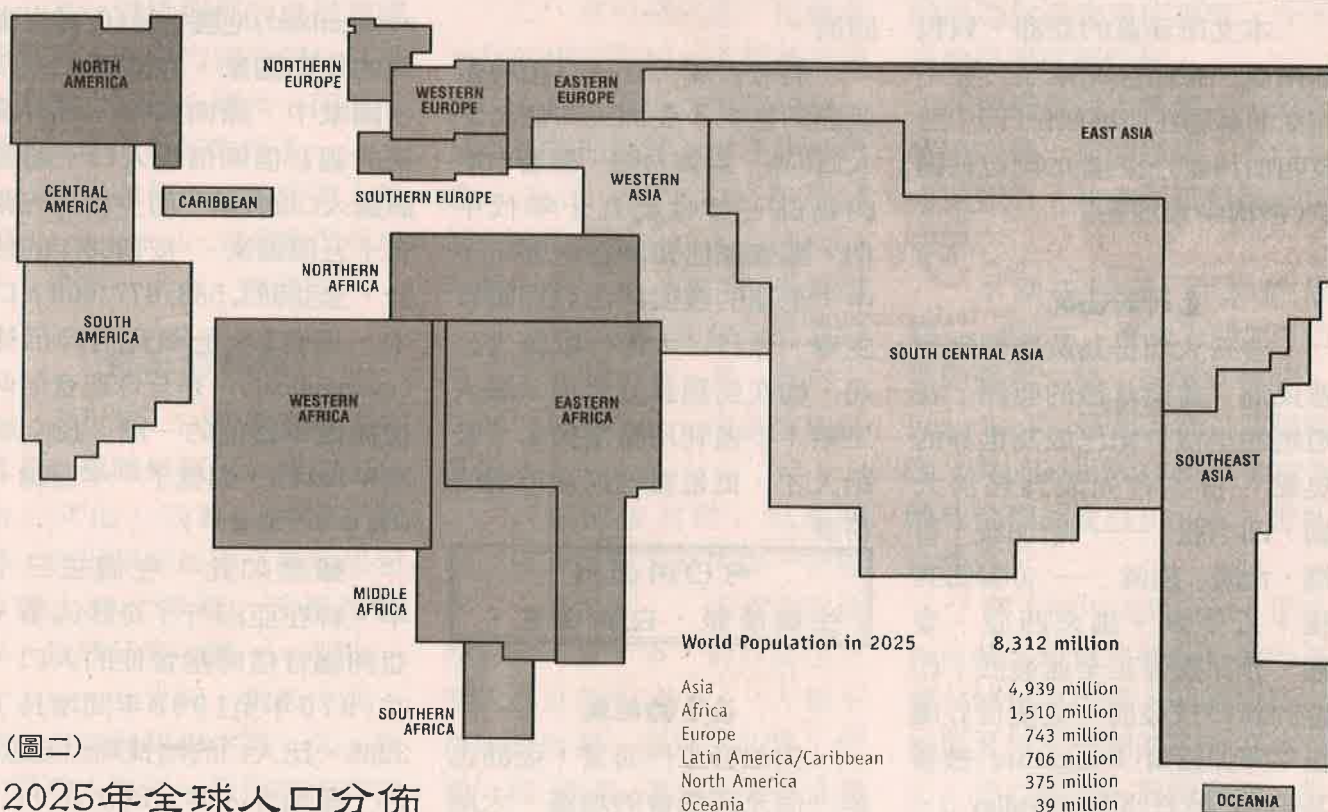 NORTH
AMERICA
NORTHERN
EUROPE
WESTERN
EUROPE
EASTERN
EUROPE
EAST ASIA
CENTRAL
AMERICA
CARIBBEAN
SOUTHERN EUROPE
WESTERN
ASIA
SOUTH
AMERICA
NORTHERN
AFRICA
SOUTH CENTRAL ASIA
WESTERN
AFRICA
EASTERN
AFRICA
SOUTHEAST
ASIA
MIDDLE
AFRICA
SOUTHERN
AFRICA
World Population in 2025 8,312 million
Asia 4,939 million
Africa 1,510 million
Europe 743 million
Latin America/Caribbean 706 million
North America 375 million
Oceania 39 million
OCEANIA
(圖二)
2025年全球人口分佈